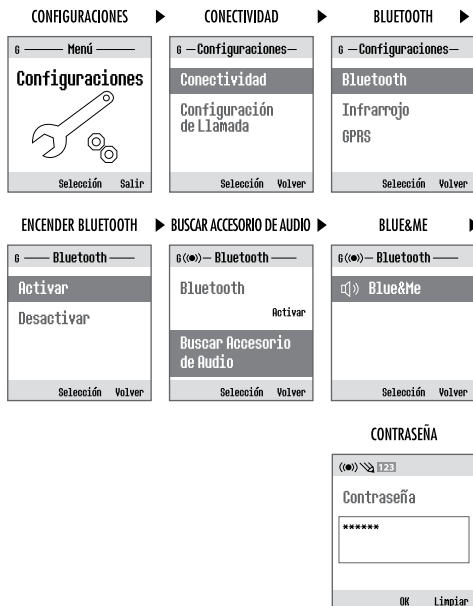 CONFIGURACIONES ▶ CONECTIVIDAD ▶ BLUETOOTH ▶
G Menú
Configuraciones
Selección Salir
G Configuraciones
Conectividad
Configuración
de Llamada
Selección Volver
G Configuraciones
Bluetooth
Infrarrojo
GPRS
Selección Volver
ENCENDER BLUETOOTH ▶ BUSCAR ACCESORIO DE AUDIO ▶ BLUE&ME
G Bluetooth
Activar
Desactivar
Selección Volver
G Bluetooth
Bluetooth
Activar
Buscar Accesorio
de Audio
Selección Volver
G Bluetooth
Blue&Me
Selección Volver
CONTRASEÑA
123
Contraseña
******
OK Limpiar